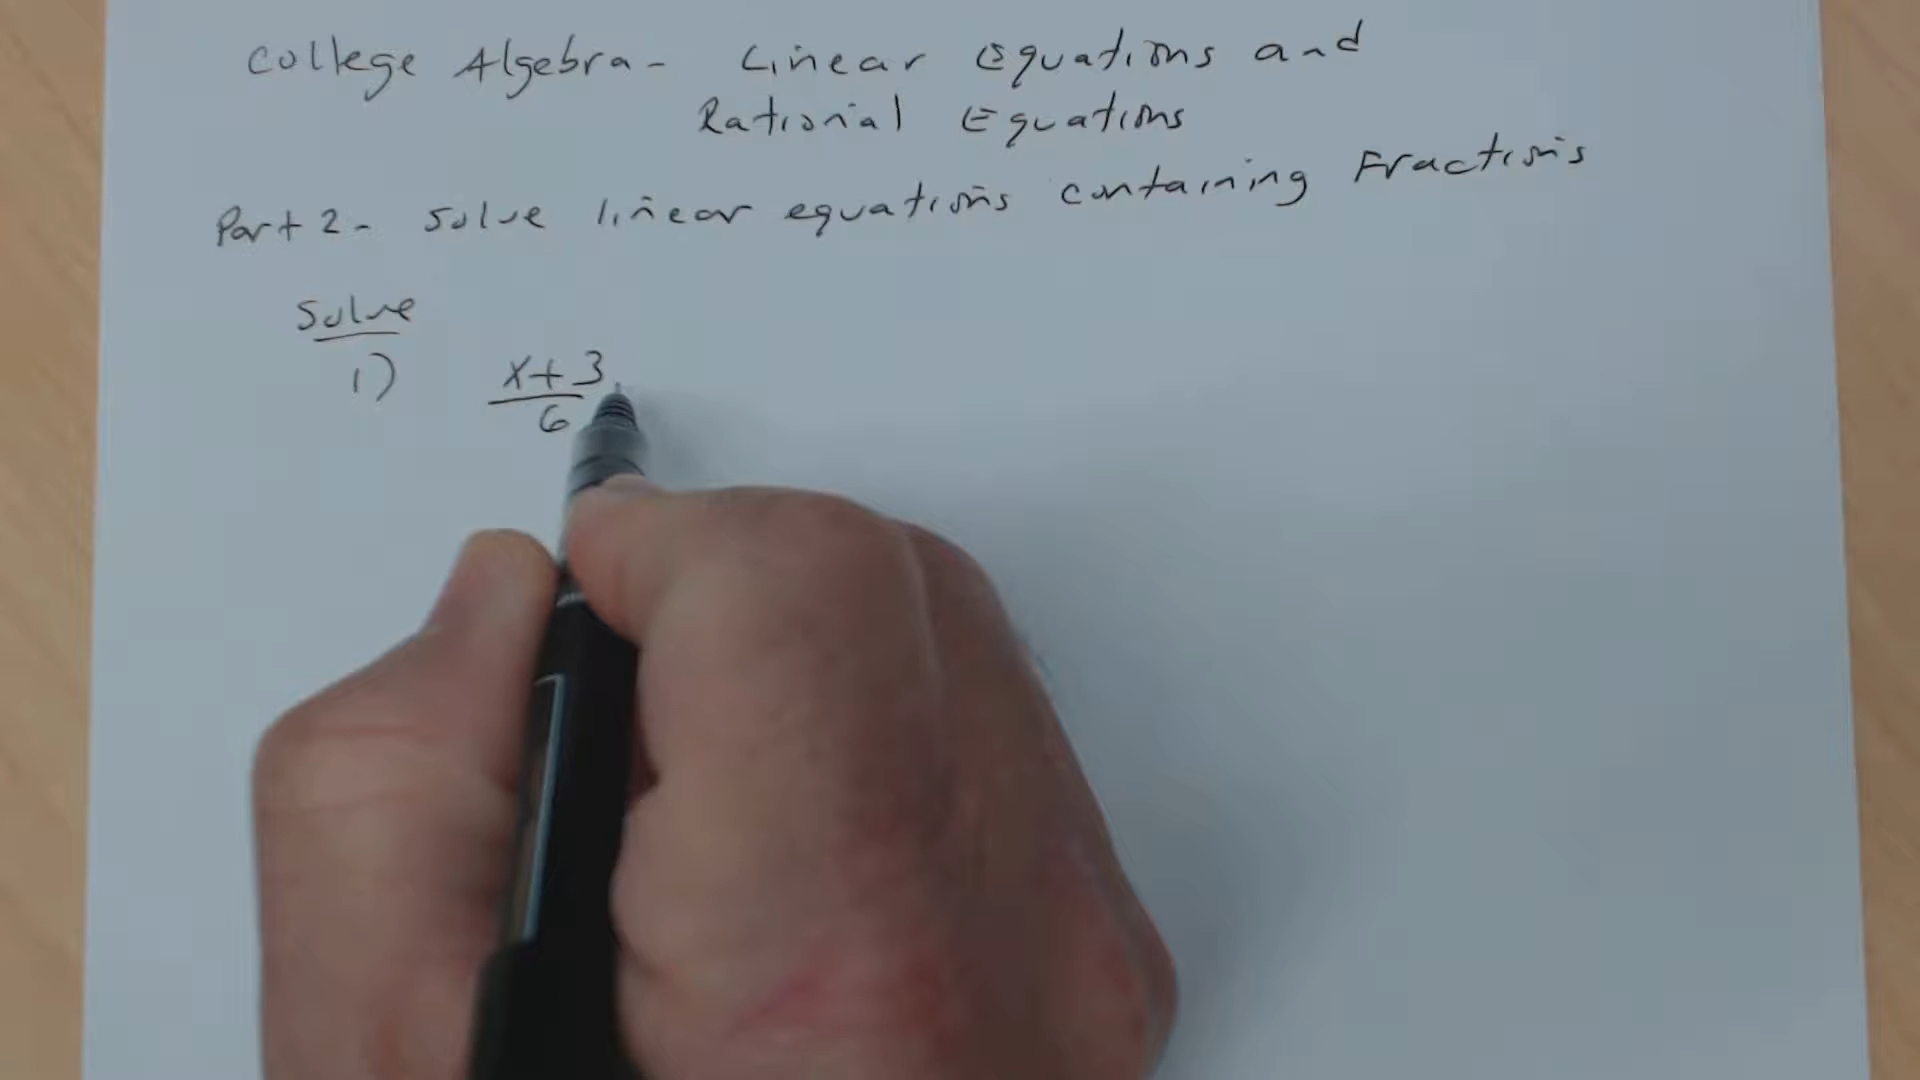 College Algebra - Linear Equations and
Rational Equations
Part 2 - Solve linear equations containing Fractions
Solve
1) x+3
6